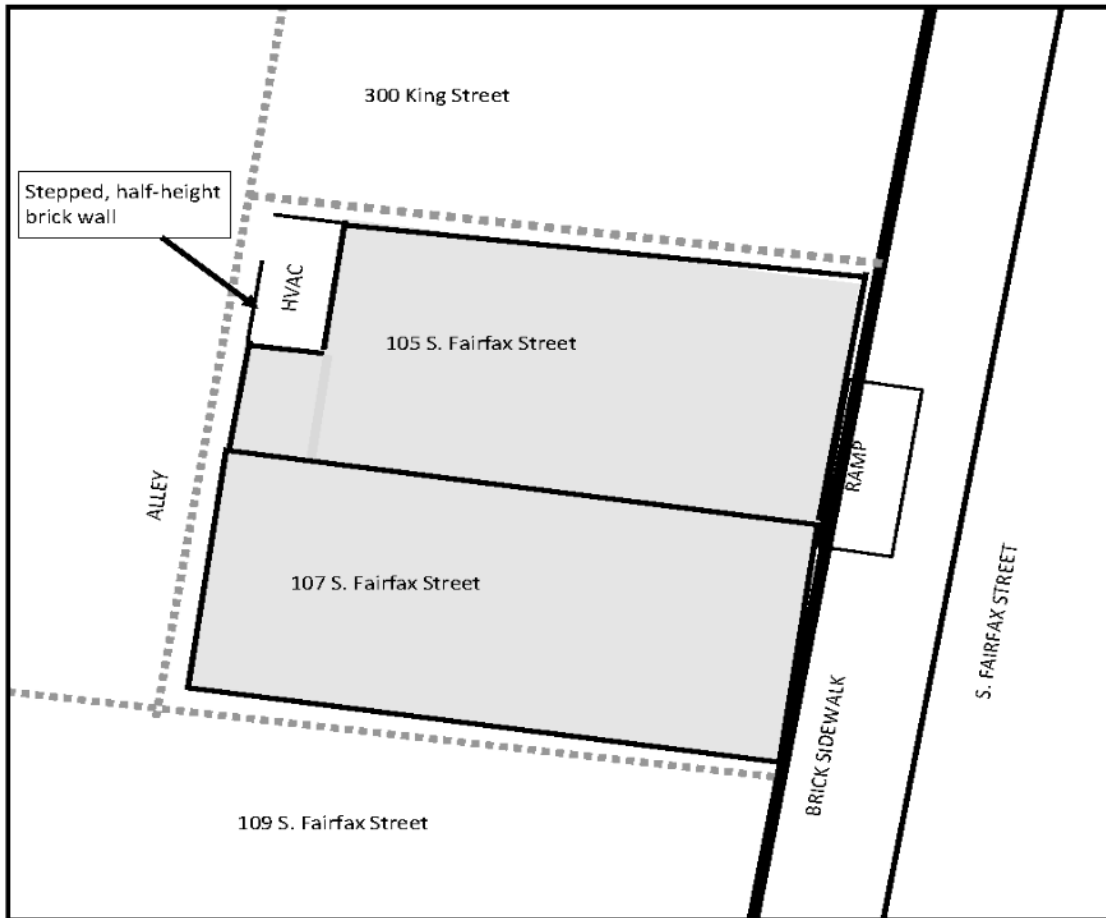 300 King Street
Stepped, half-height
brick wall
HVAC
105 S. Fairfax Street
RAMP
ALLEY
107 S. Fairfax Street
S. FAIRFAX STREET
BRICK SIDEWALK
109 S. Fairfax Street